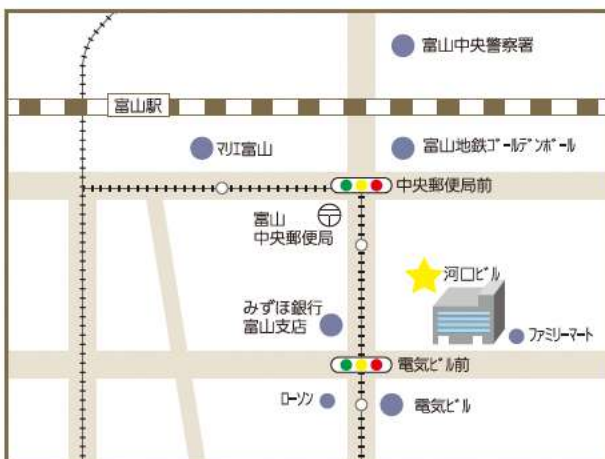 富山中央警察署
富山駅
マリエ富山
富山地鉄ゴールデンボール
中央郵便局前
富山
中央郵便局
河口ビル
みずほ銀行
富山支店
ファミリーマート
電気ビル前
ローソン
電気ビル